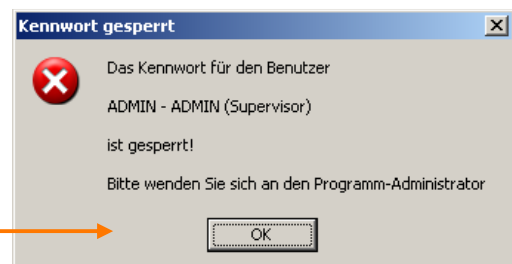 Kennwort gesperrt
Das Kennwort für den Benutzer
ADMIN - ADMIN (Supervisor)
ist gesperrt!
Bitte wenden Sie sich an den Programm-Administrator
OK